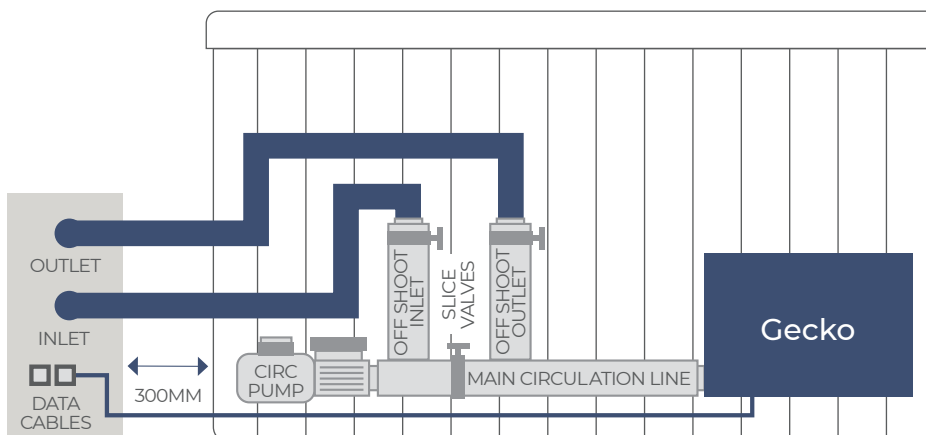 OUTLET
INLET
DATA
CABLES
300MM
CIRC
PUMP
OFF SHOOT
INLET
SLICE
VALVES
OFF SHOOT
OUTLET
MAIN CIRCULATION LINE
Gecko